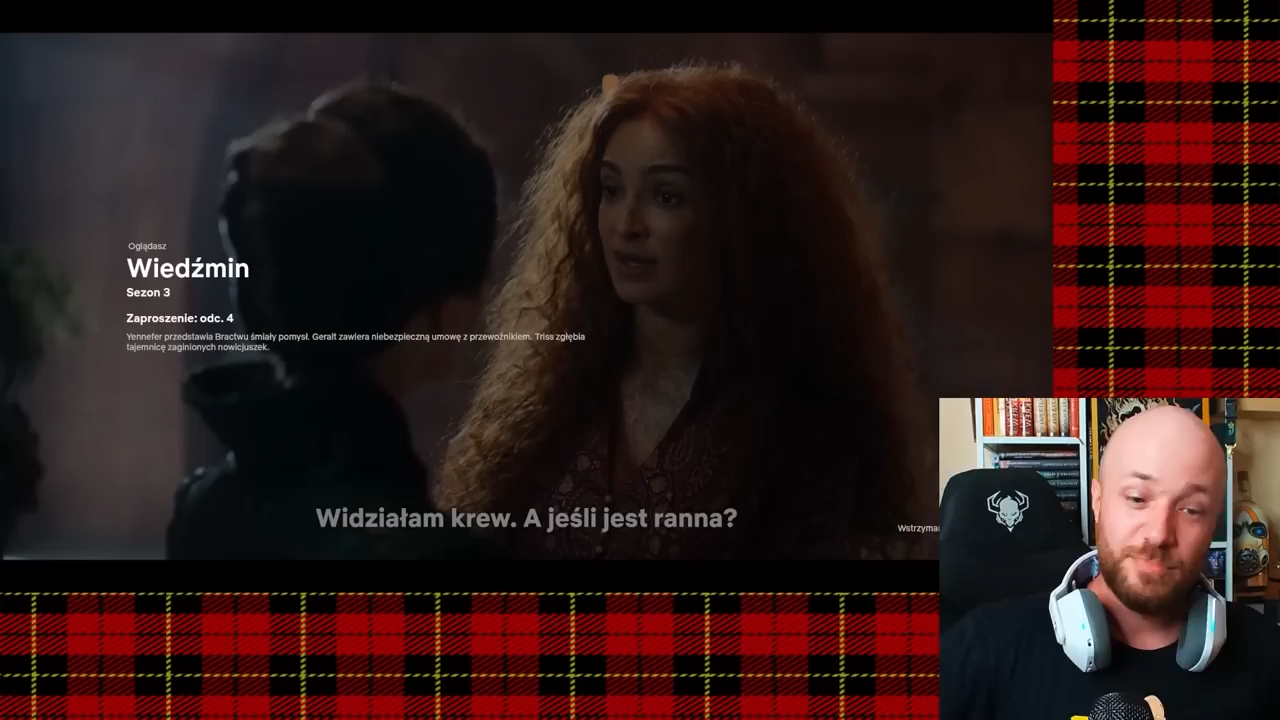 Oglądasz
Wiedźmin
Sezon 3
Zaproszenie: odc. 4
Yennefer przedstawia Bractwu śmiały pomysł. Geralt zawiera niebezpieczną umowę z przewoźnikiem. Triss zgłębia
tajemnicę zaginionych nowicjuszek.
Widziałam krew. A jeśli jest ranna?